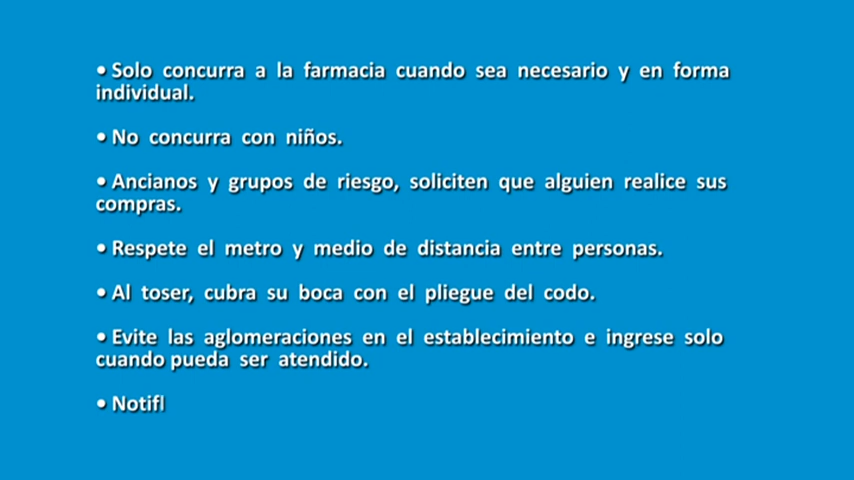 • Solo concurra a la farmacia cuando sea necesario y en forma
individual.
• No concurra con niños.
• Ancianos y grupos de riesgo, soliciten que alguien realice sus
compras.
• Respete el metro y medio de distancia entre personas.
• Al toser, cubra su boca con el pliegue del codo.
• Evite las aglomeraciones en el establecimiento e ingrese solo
cuando pueda ser atendido.
• Notif